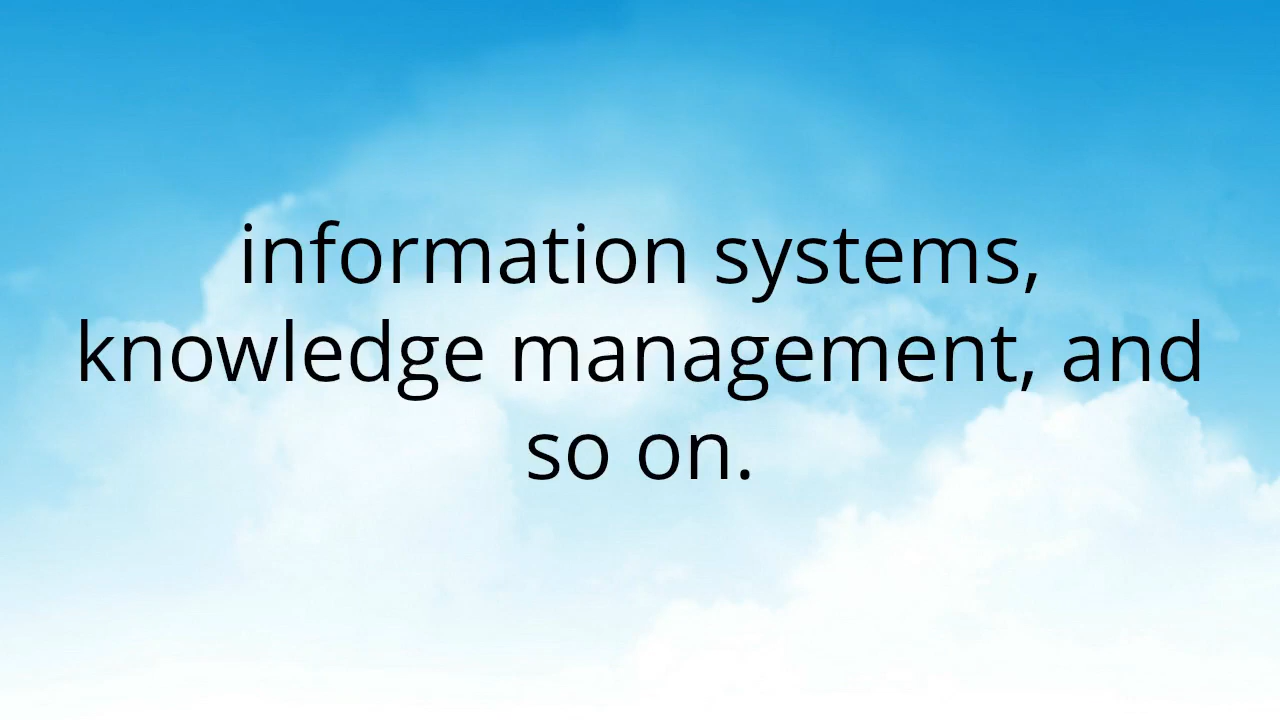 information systems,
knowledge management, and
so on.